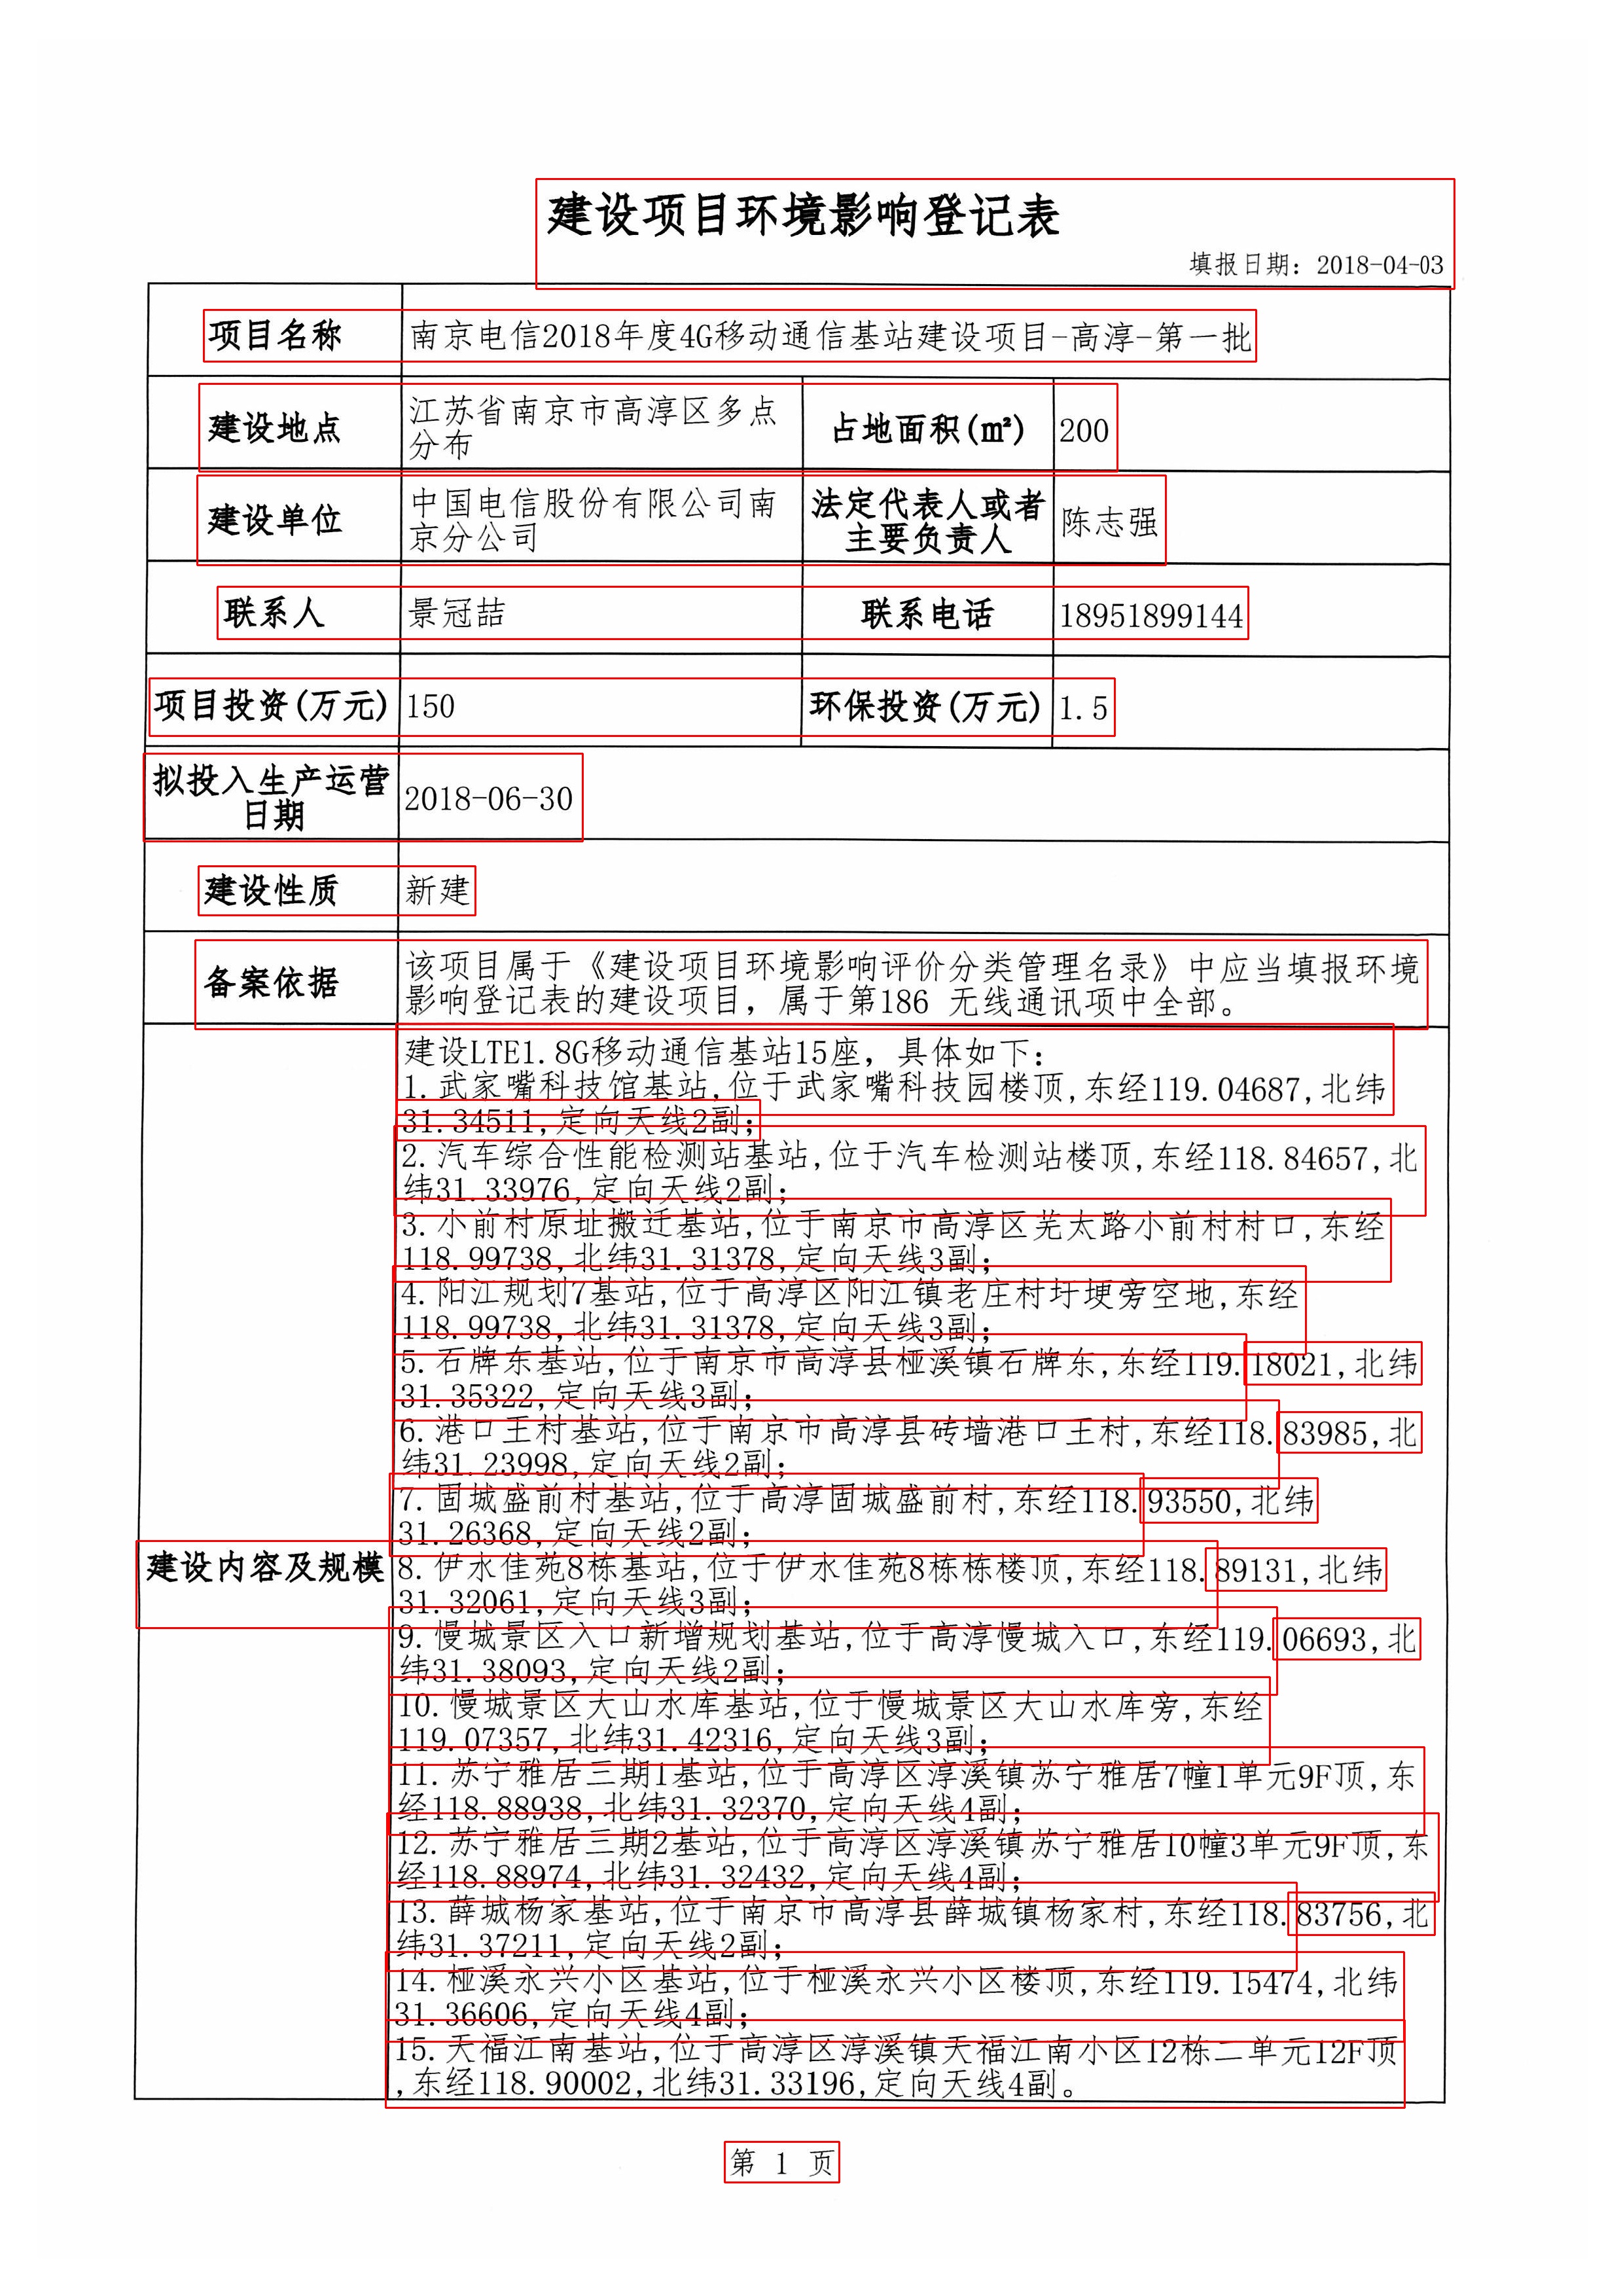 建设项目环境影响登记表
填报日期：2018-04-03
项目名称 南京电信2018年度4G移动通信基站建设项目-高淳-第一批
建设地点 江苏省南京市高淳区多点分布 占地面积(m²) 200
建设单位 中国电信股份有限公司南京分公司 法定代表人或者主要负责人 陈志强
联系人 景冠喆 联系电话 18951899144
项目投资(万元) 150 环保投资(万元) 1.5
拟投入生产运营日期 2018-06-30
建设性质 新建
备案依据 该项目属于《建设项目环境影响评价分类管理名录》中应当填报环境
影响登记表的建设项目，属于第186 无线通讯项中全部。
建设内容及规模
建设LTE1.8G移动通信基站15座，具体如下：
1.武家嘴科技馆基站,位于武家嘴科技园楼顶,东经119.04687,北纬
31.34511,定向天线2副;
2.汽车综合性能检测站基站,位于汽车检测站楼顶,东经118.84657,北
纬31.33976,定向天线2副;
3.小前村原址搬迁基站,位于南京市高淳区芜太路小前村村口,东经
118.99738,北纬31.31378,定向天线3副;
4.阳江规划7基站,位于高淳区阳江镇老庄村圩埂旁空地,东经
118.99738,北纬31.31378,定向天线3副;
5.石牌东基站,位于南京市高淳县桠溪镇石牌东,东经119.18021,北纬
31.35322,定向天线3副;
6.港口王村基站,位于南京市高淳县砖墙港口王村,东经118.83985,北
纬31.23998,定向天线2副;
7.固城盛前村基站,位于高淳固城盛前村,东经118.93550,北纬
31.26368,定向天线2副;
8.伊水佳苑8栋基站,位于伊水佳苑8栋栋楼顶,东经118.89131,北纬
31.32061,定向天线3副;
9.慢城景区入口新增规划基站,位于高淳慢城入口,东经119.06693,北
纬31.38093,定向天线2副;
10.慢城景区大山水库基站,位于慢城景区大山水库旁,东经
119.07357,北纬31.42316,定向天线3副;
11.苏宁雅居三期1基站,位于高淳区淳溪镇苏宁雅居7幢1单元9F顶,东
经118.88938,北纬31.32370,定向天线4副;
12.苏宁雅居三期2基站,位于高淳区淳溪镇苏宁雅居10幢3单元9F顶,东
经118.88974,北纬31.32432,定向天线4副;
13.薛城杨家基站,位于南京市高淳县薛城镇杨家村,东经118.83756,北
纬31.37211,定向天线2副;
14.桠溪永兴小区基站,位于桠溪永兴小区楼顶,东经119.15474,北纬
31.36606,定向天线4副;
15.天福江南基站,位于高淳区淳溪镇天福江南小区12栋二单元12F顶
,东经118.90002,北纬31.33196,定向天线4副。
第 1 页